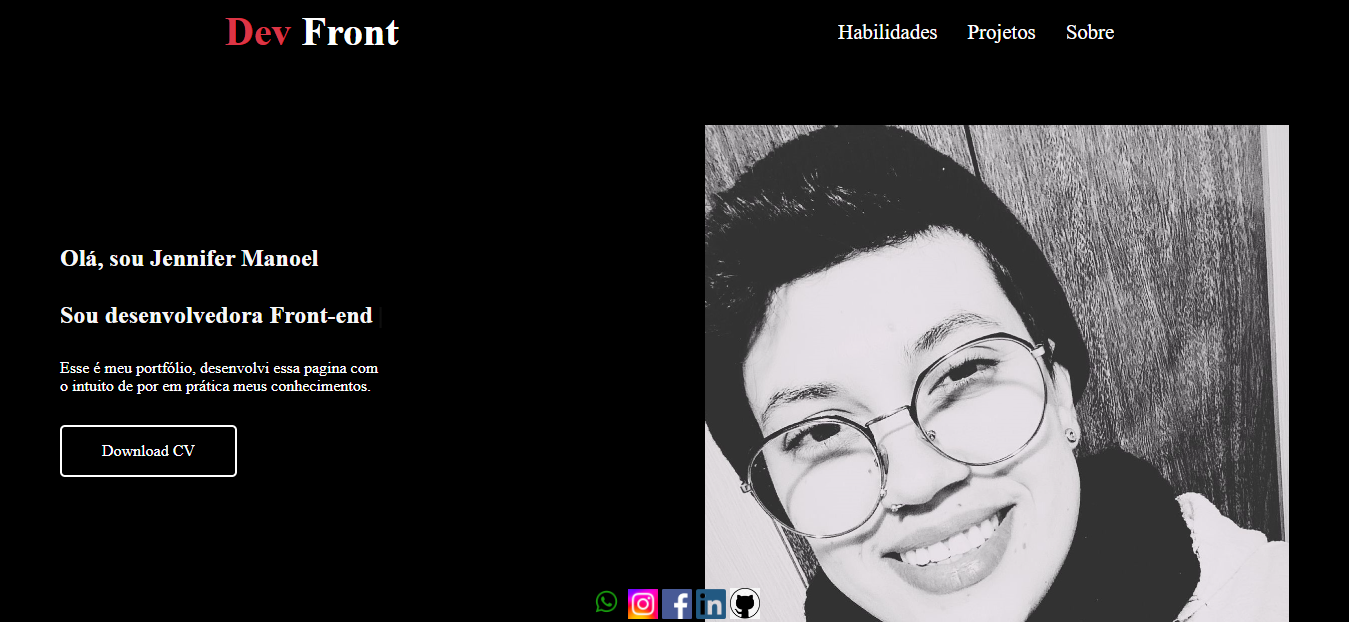 Dev Front
Habilidades
Projetos
Sobre
Olá, sou Jennifer Manoel
Sou desenvolvedora Front-end
Esse é meu portfólio, desenvolvi essa pagina com
o intuito de por em prática meus conhecimentos.
Download CV
in